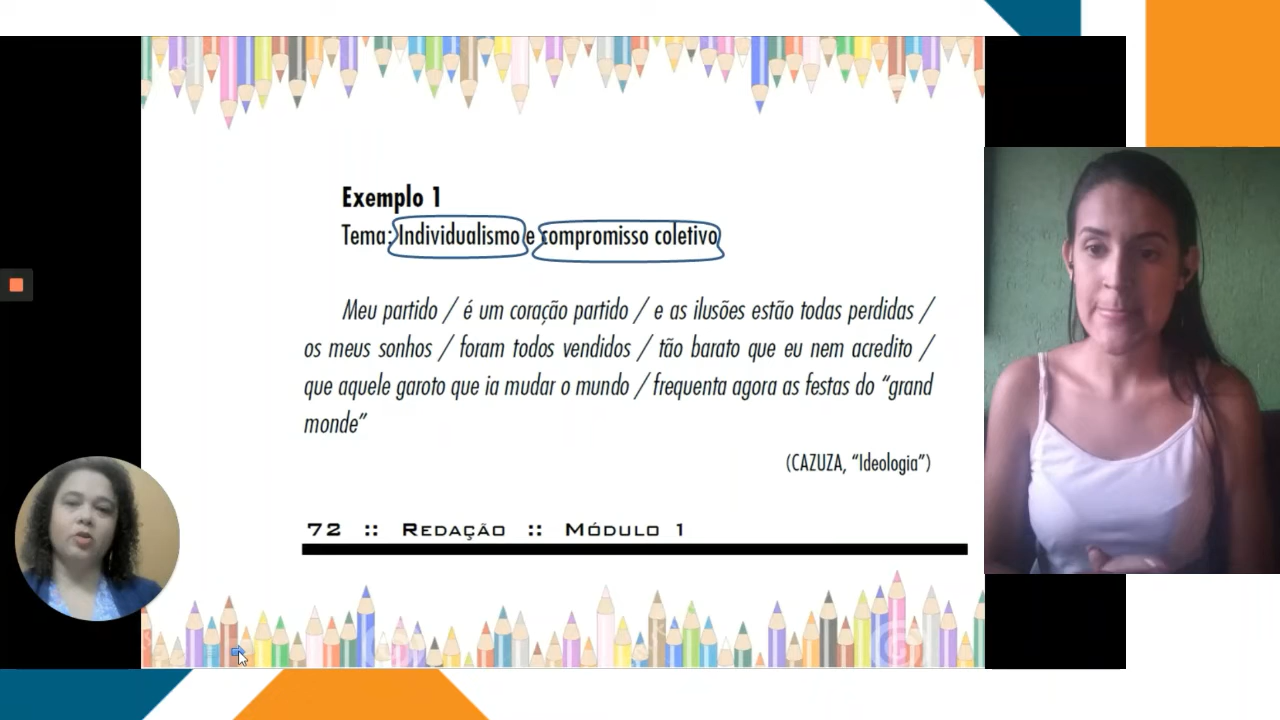 Exemplo 1
Tema: Individualismo e compromisso coletivo
Meu partido / é um coração partido / e as ilusões estão todas perdidas /
os meus sonhos / foram todos vendidos / tão barato que eu nem acredito /
que aquele garoto que ia mudar o mundo / frequenta agora as festas do “grand
monde”
(CAZUZA, “Ideologia”)
72 :: Redação :: Módulo 1